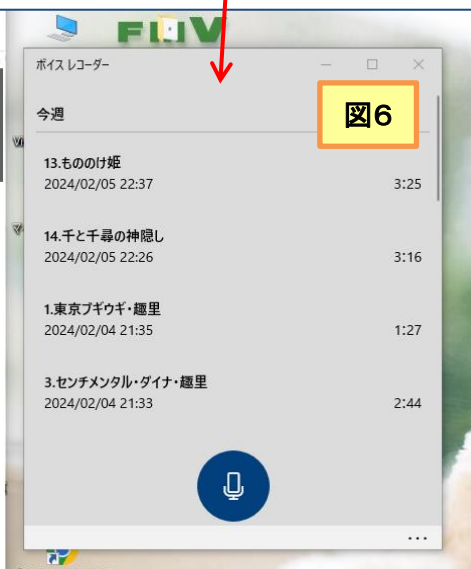 FMV
ボイス レコーダー
今週
図6
13.もののけ姫
2024/02/05 22:37
3:25
14.千と千尋の神隠し
2024/02/05 22:26
3:16
1.東京ブギウギ・趣里
2024/02/04 21:35
1:27
3.センチメンタル・ダイナ・趣里
2024/02/04 21:33
2:44